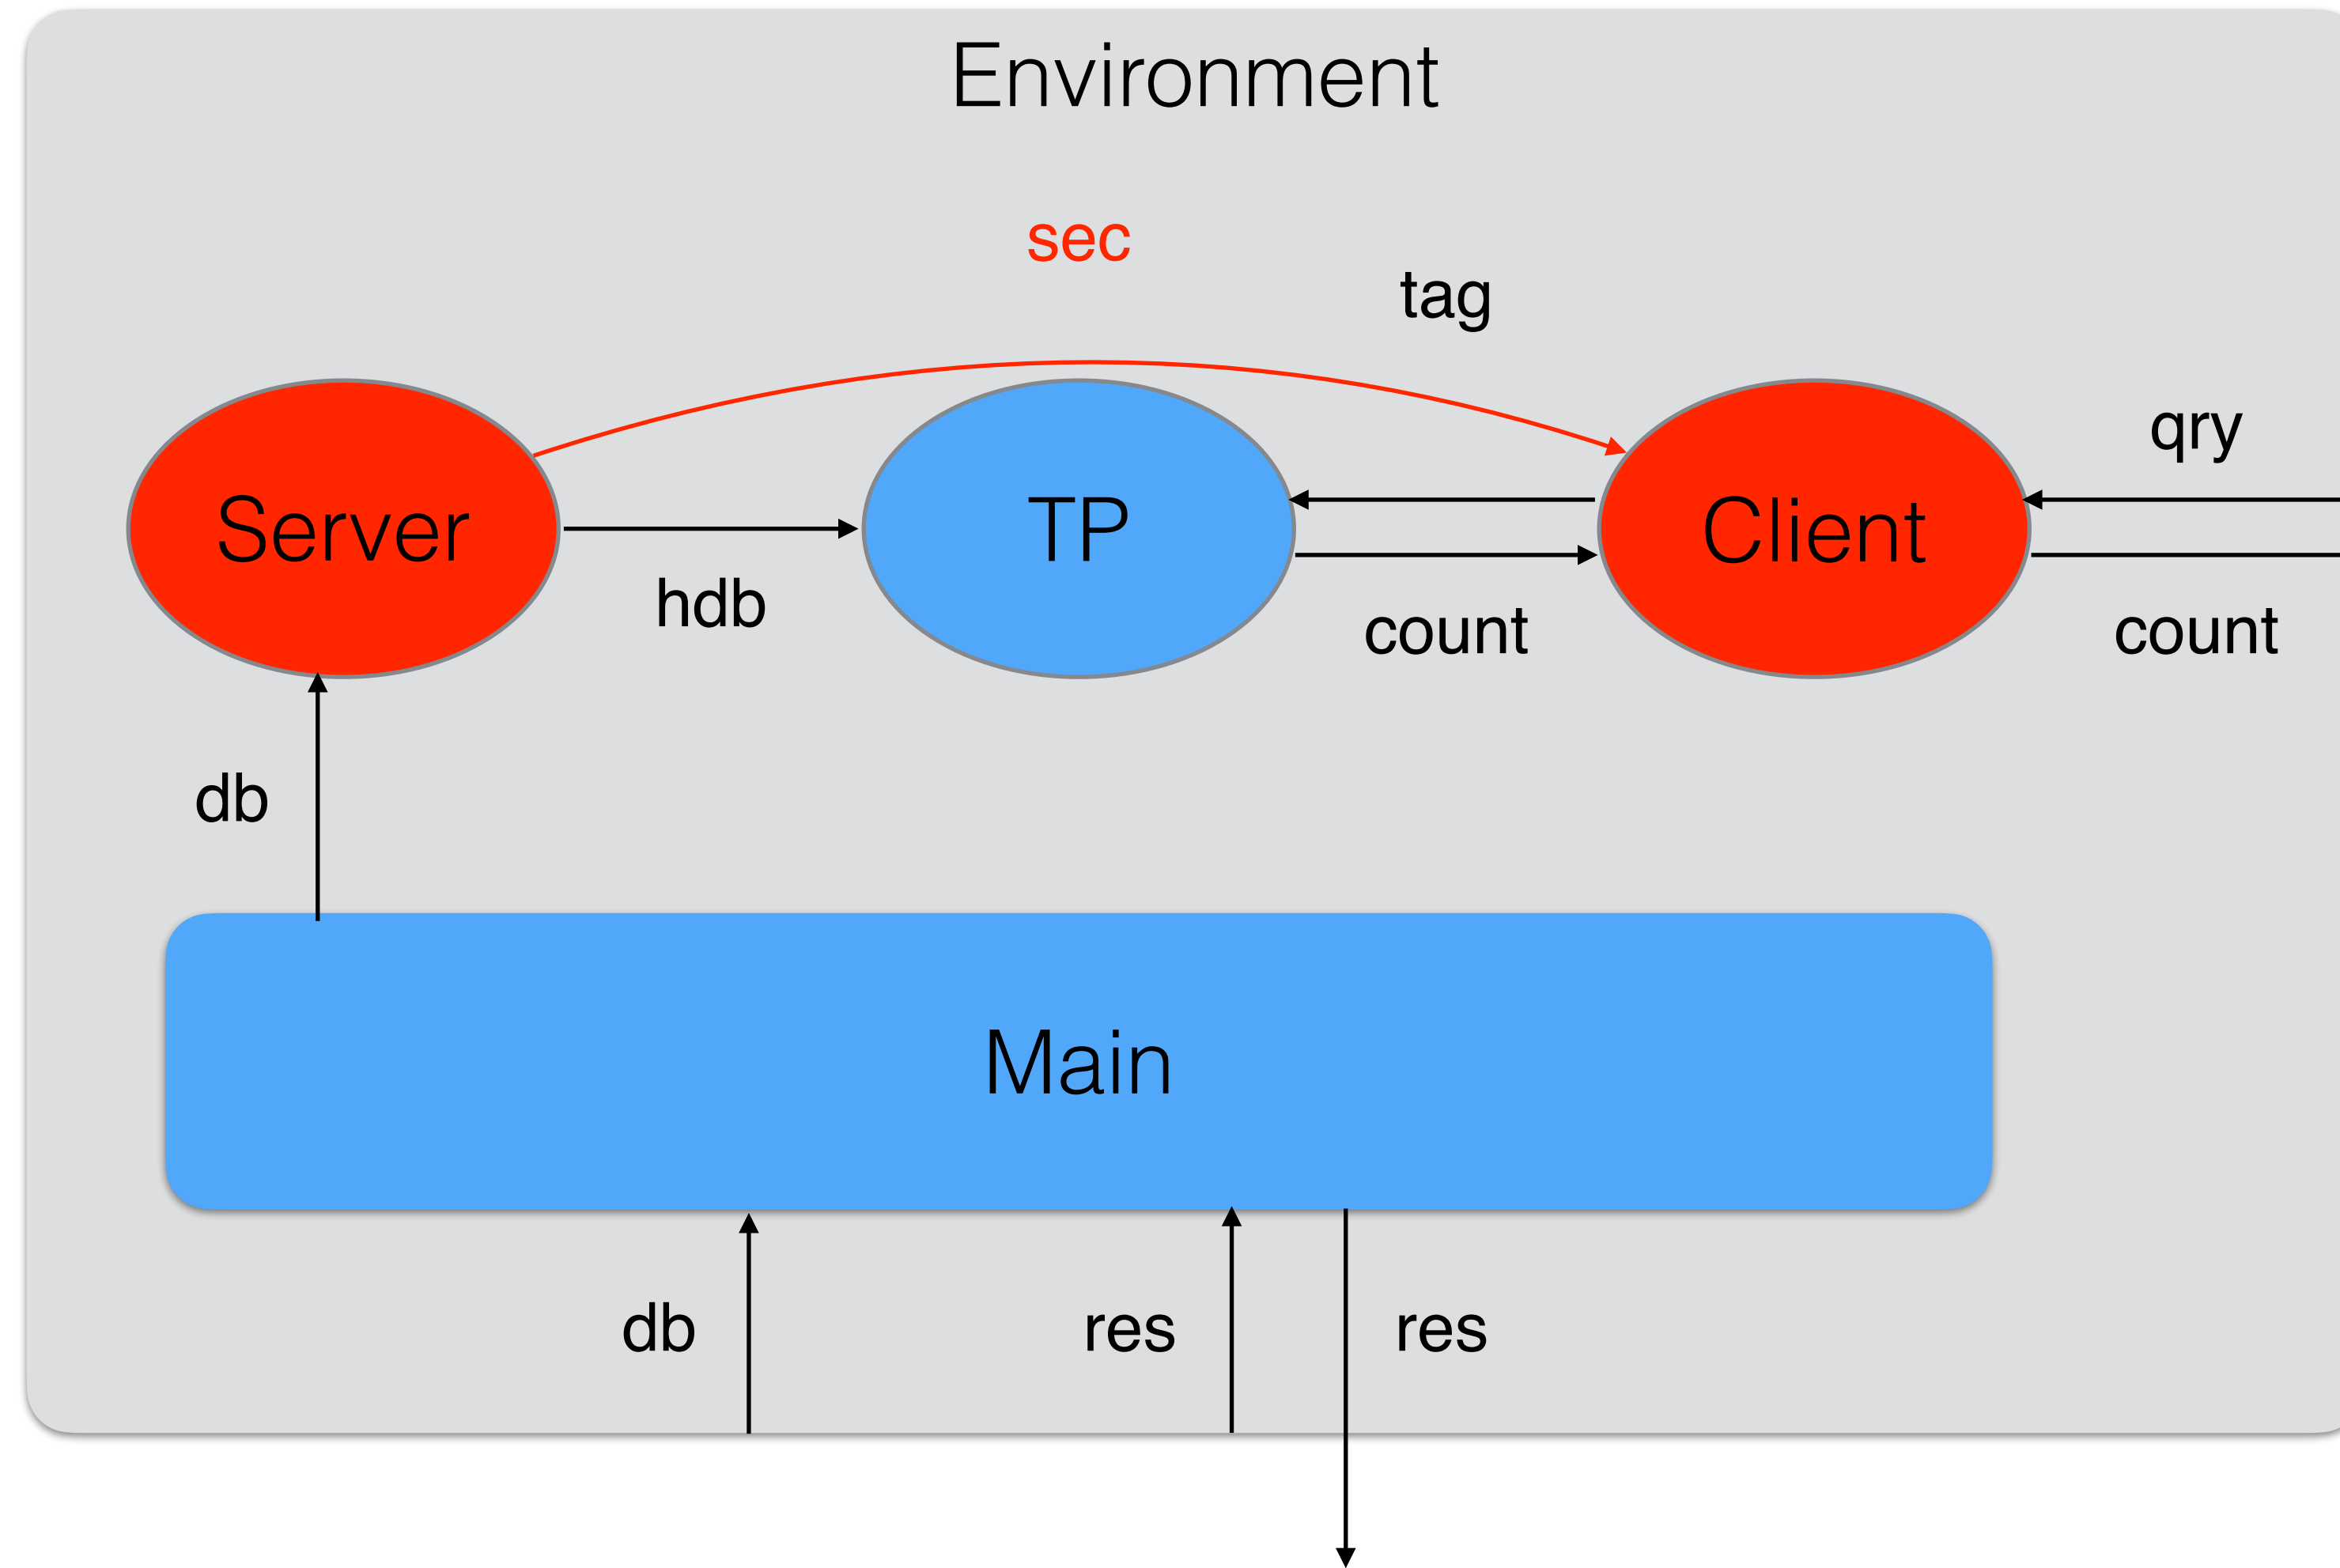 Environment
sec
tag
qry
Server
TP
Client
hdb
count
count
db
Main
db
res
res